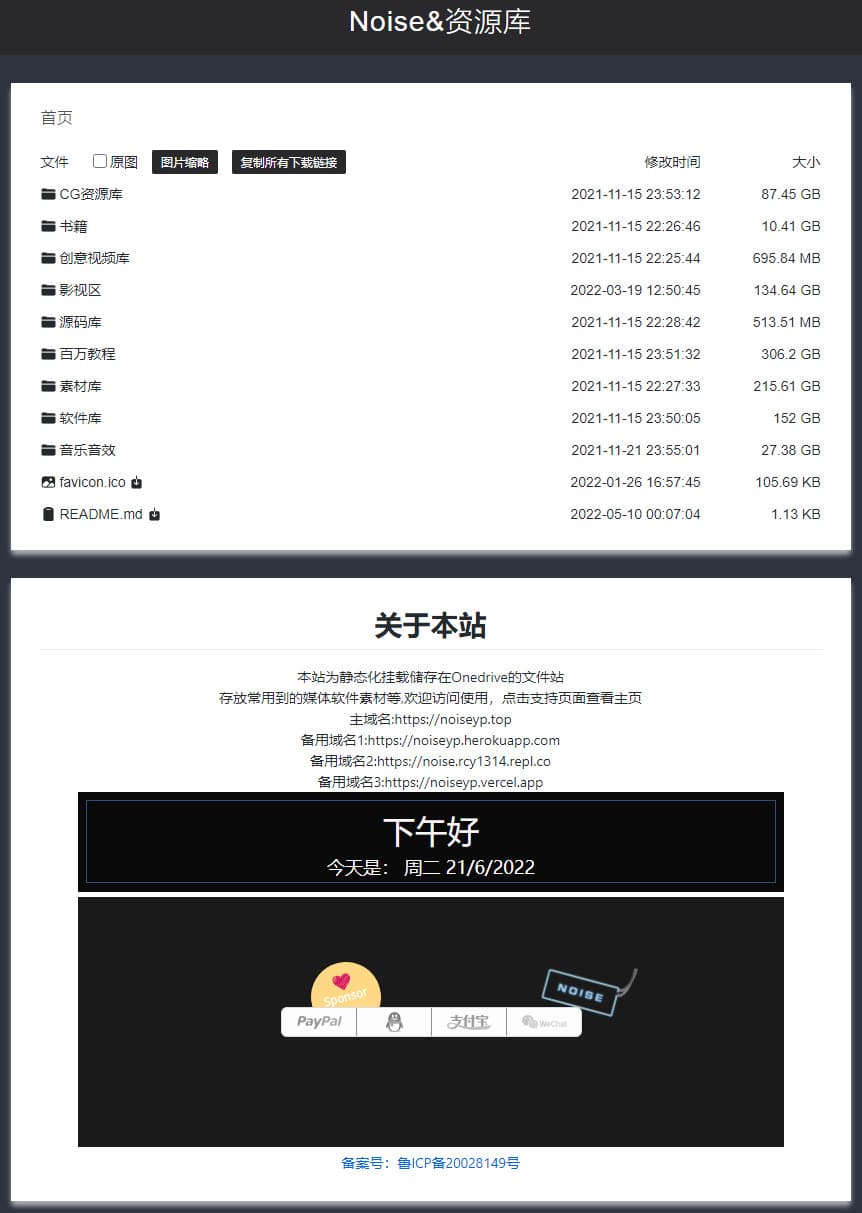 Noise&资源库
首页
文件 原图 图片缩略 复制所有下载链接 修改时间 大小
CG资源库 2021-11-15 23:53:12 87.45 GB
书籍 2021-11-15 22:26:46 10.41 GB
创意视频库 2021-11-15 22:25:44 695.84 MB
影视区 2022-03-19 12:50:45 134.64 GB
源码库 2021-11-15 22:28:42 513.51 MB
百万教程 2021-11-15 23:51:32 306.2 GB
素材库 2021-11-15 22:27:33 215.61 GB
软件库 2021-11-15 23:50:05 152 GB
音乐音效 2021-11-21 23:55:01 27.38 GB
favicon.ico 2022-01-26 16:57:45 105.69 KB
README.md 2022-05-10 00:07:04 1.13 KB
关于本站
本站为静态化挂载储存在Onedrive的文件站
存放常用到的媒体软件素材等,欢迎访问使用，点击支持页面查看主页
主域名:https://noiseyp.top
备用域名1:https://noiseyp.herokuapp.com
备用域名2:https://noise.rcy1314.repl.co
备用域名3:https://noiseyp.vercel.app
下午好
今天是： 周二 21/6/2022
Sponsor
NOISE
PayPal 支付宝 WeChat
备案号：鲁ICP备20028149号